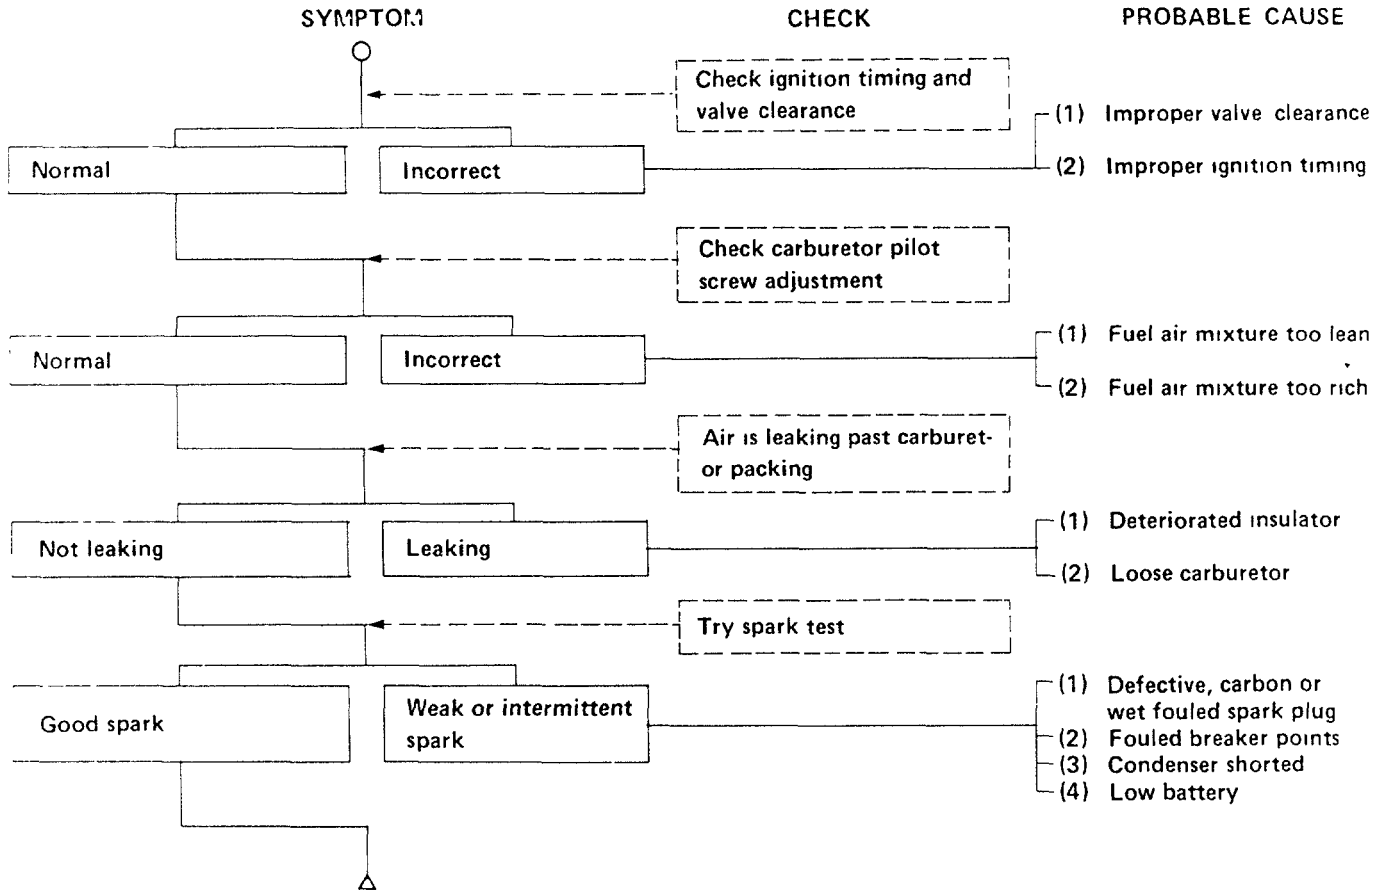 SYMPTOM
CHECK
PROBABLE CAUSE
Check ignition timing and
valve clearance
(1) Improper valve clearance
(2) Improper ignition timing
Normal
Incorrect
Check carburetor pilot
screw adjustment
(1) Fuel air mixture too lean
(2) Fuel air mixture too rich
Normal
Incorrect
Air is leaking past carburet-
or packing
(1) Deteriorated insulator
(2) Loose carburetor
Not leaking
Leaking
Try spark test
Good spark
Weak or intermittent
spark
(1) Defective, carbon or
wet fouled spark plug
(2) Fouled breaker points
(3) Condenser shorted
(4) Low battery